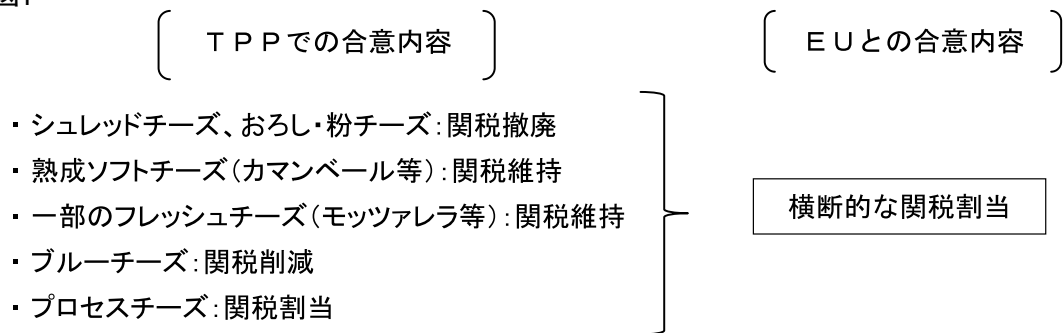 〔ＴＰＰでの合意内容〕
〔ＥＵとの合意内容〕
・シュレッドチーズ、おろし・粉チーズ：関税撤廃
・熟成ソフトチーズ（カマンベール等）：関税維持
・一部のフレッシュチーズ（モッツァレラ等）：関税維持
横断的な関税割当
・ブルーチーズ：関税削減
・プロセスチーズ：関税割当